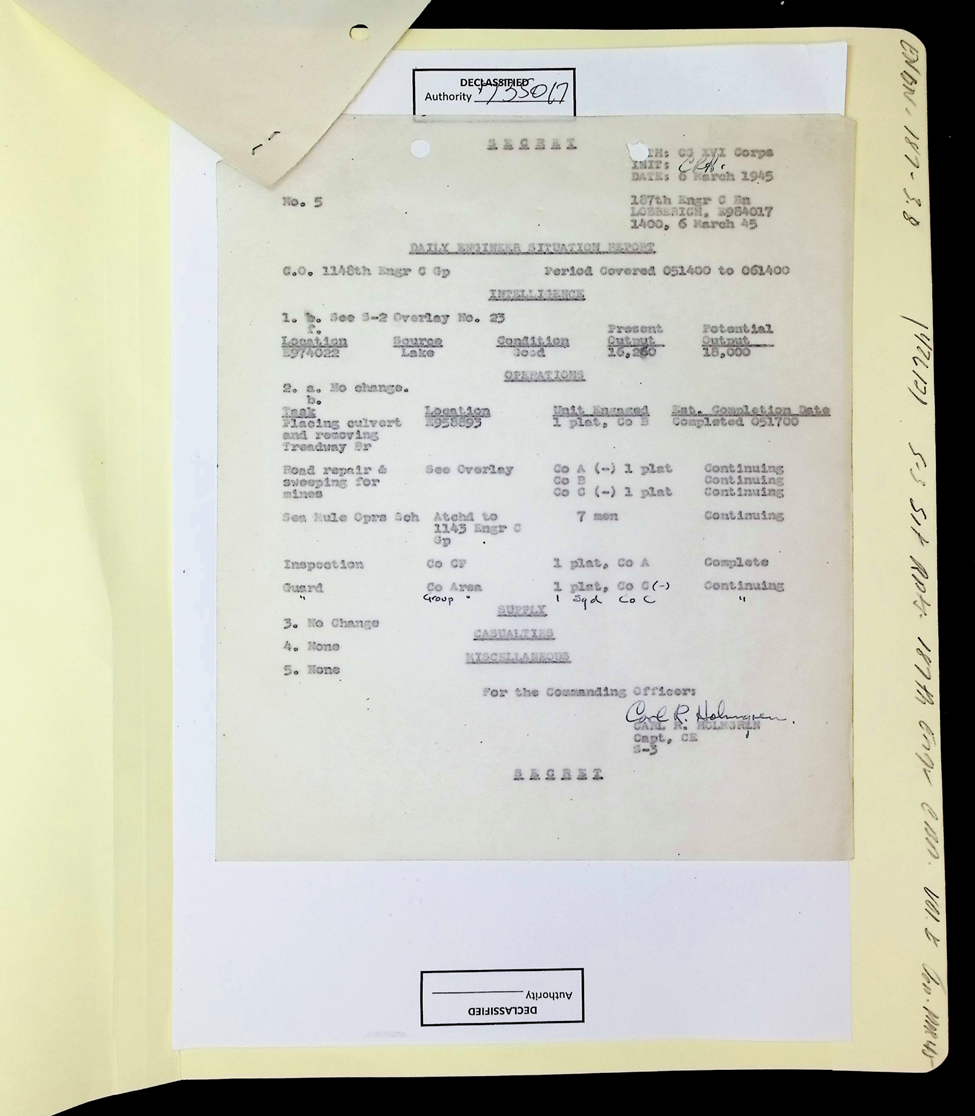 DECLASSIFIED
Authority 735017
SECRET
AUTH: CG XVI Corps
INIT: CRH.
DATE: 6 March 1945
No. 5
187th Engr C Bn
LOBBERICH, E984017
1400, 6 March 45
DAILY ENGINEER SITUATION REPORT
C.O. 1148th Engr C Gp Period Covered 051400 to 061400
INTELLIGENCE
1. b. See S-2 Overlay No. 23
f. Present Potential
Location Source Condition Output Output
E974022 Lake Good 16,260 18,000
OPERATIONS
2. a. No change.
b.
Task Location Unit Engaged Est. Completion Date
Placing culvert E958893 1 plat, Co B Completed 051700
and removing
Treadway Br
Road repair & See Overlay Co A (-) 1 plat Continuing
sweeping for Co B Continuing
mines Co C (-) 1 plat Continuing
Sea Mule Oprs Sch Atchd to 7 men Continuing
1143 Engr C
Gp
Inspection Co CP 1 plat, Co A Complete
Guard Co Area 1 plat, Co C(-) Continuing
" Group " 1 Sqd Co C "
SUPPLY
3. No Change
CASUALTIES
4. None
MISCELLANEOUS
5. None
For the Commanding Officer:
Carl R. Holmgren.
CARL R. HOLMGREN
Capt, CE
S-3
SECRET
DECLASSIFIED
Authority
ENGN. 187-3.8 (14267) S-3 Sit Rpts. 187th Engr Cbn.